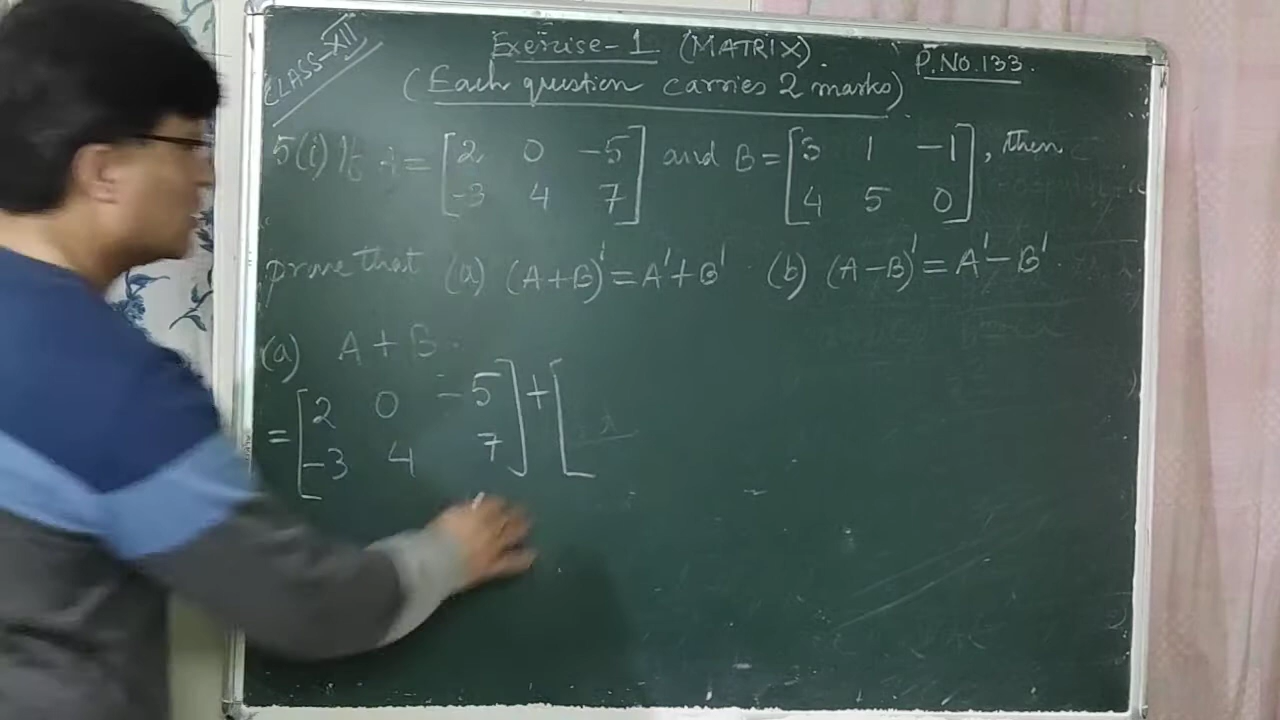 CLASS-XII
Exercise-1 (MATRIX).
P.No.133.
(Each question carries 2 marks)
5(i) If A = [2 0 -5] and B = [3 1 -1], then
[-3 4 7] [4 5 0]
prove that (a) (A+B)' = A' + B' (b) (A-B)' = A' - B'.
(a) A + B.
= [2 0 -5] + [
[-3 4 7]